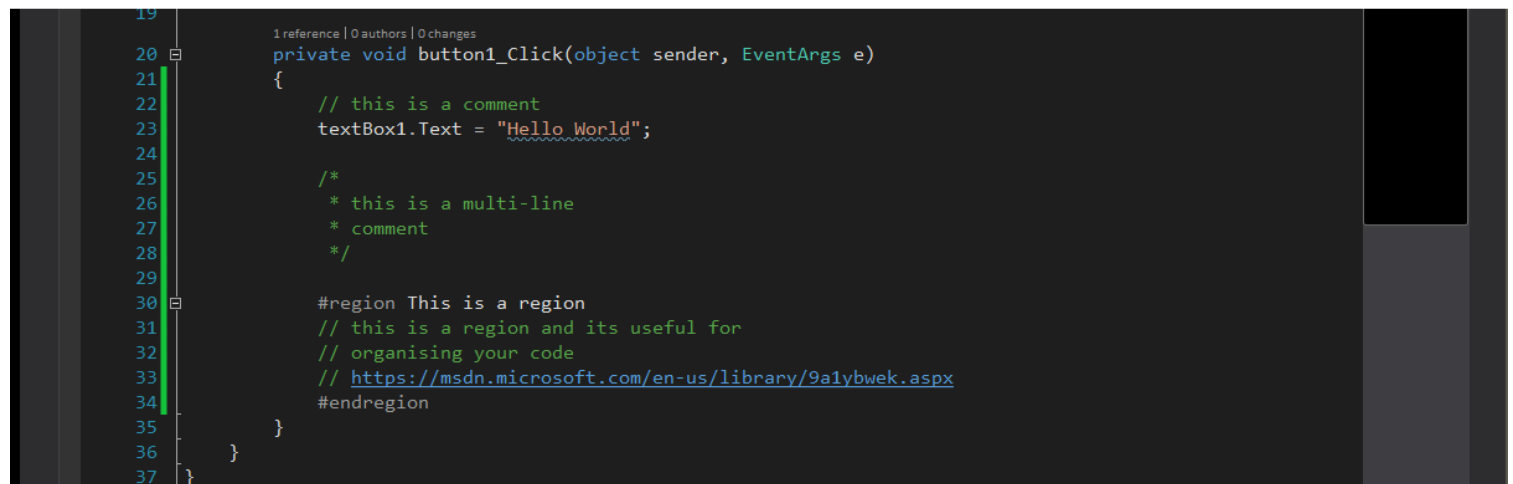 19
1 reference | 0 authors | 0 changes
20 private void button1_Click(object sender, EventArgs e)
21 {
22 // this is a comment
23 textBox1.Text = "Hello World";
24
25 /*
26 * this is a multi-line
27 * comment
28 */
29
30 #region This is a region
31 // this is a region and its useful for
32 // organising your code
33 // https://msdn.microsoft.com/en-us/library/9a1ybwek.aspx
34 #endregion
35 }
36 }
37 }